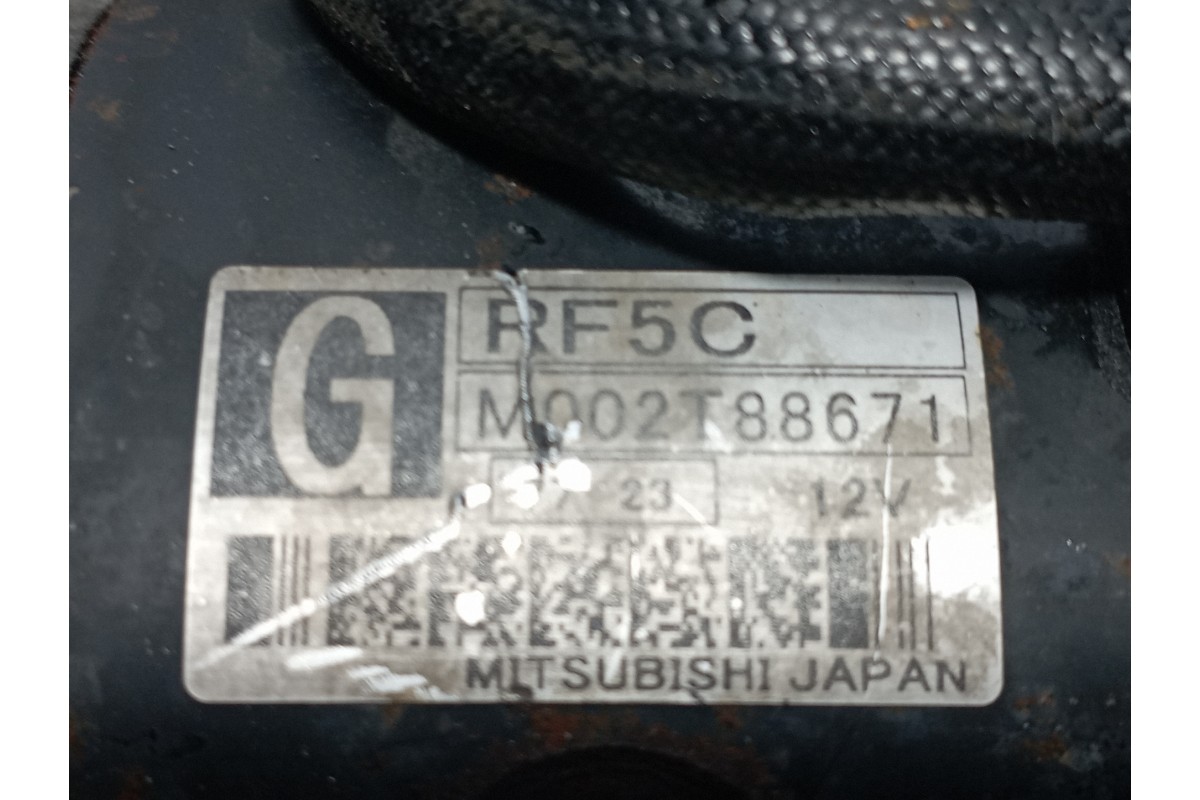 G
RF5C
M002T88671
23
12V
MITSUBISHI JAPAN